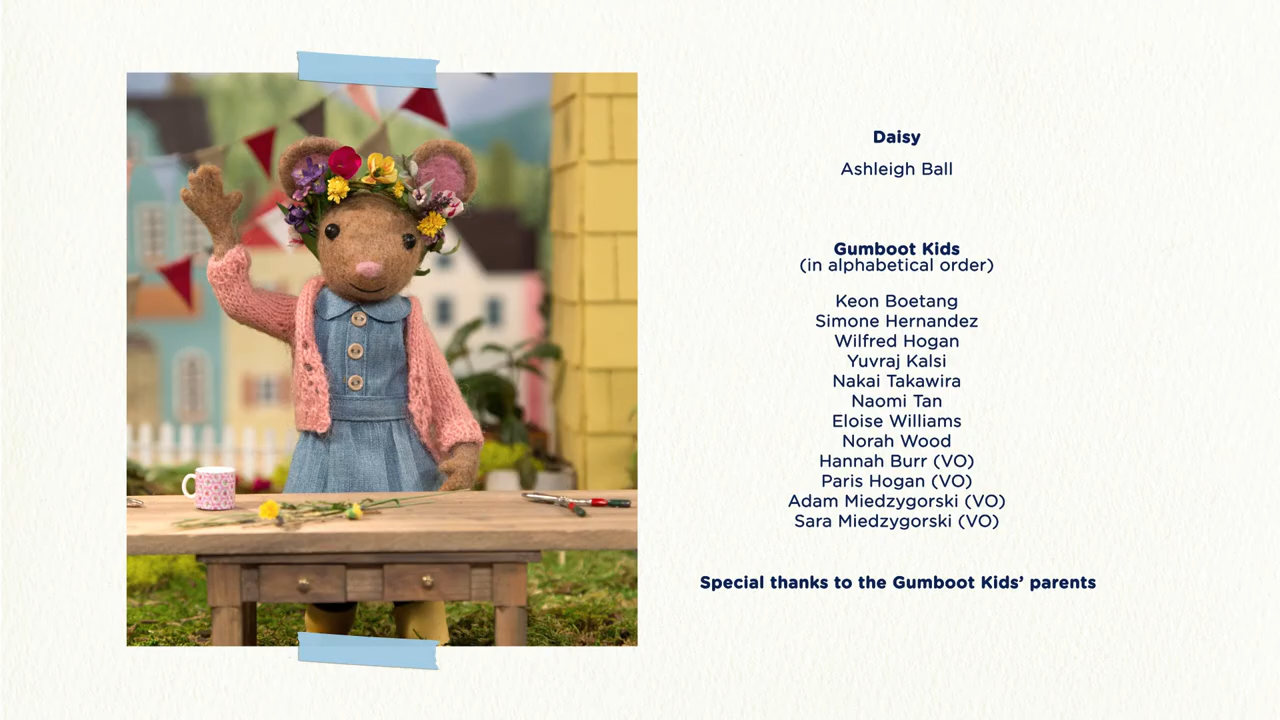 Daisy
Ashleigh Ball
Gumboot Kids
(in alphabetical order)
Keon Boetang
Simone Hernandez
Wilfred Hogan
Yuvraj Kalsi
Nakai Takawira
Naomi Tan
Eloise Williams
Norah Wood
Hannah Burr (VO)
Paris Hogan (VO)
Adam Miedzygorski (VO)
Sara Miedzygorski (VO)
Special thanks to the Gumboot Kids’ parents